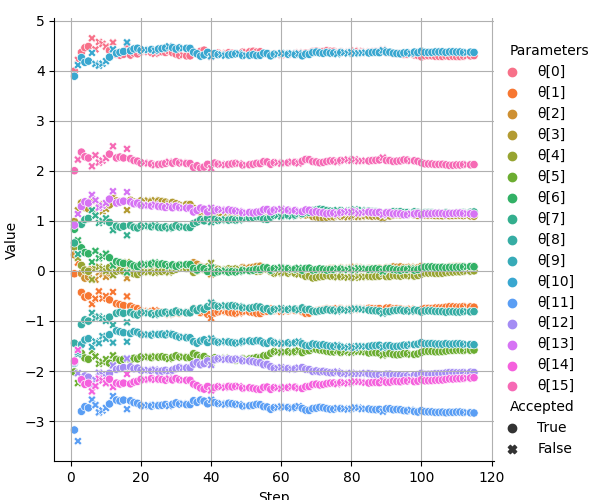 5
4
3
2
1
0
−1
−2
−3
Value
0
20
40
60
80
100
120
Step
Parameters
θ[0]
θ[1]
θ[2]
θ[3]
θ[4]
θ[5]
θ[6]
θ[7]
θ[8]
θ[9]
θ[10]
θ[11]
θ[12]
θ[13]
θ[14]
θ[15]
Accepted
True
False